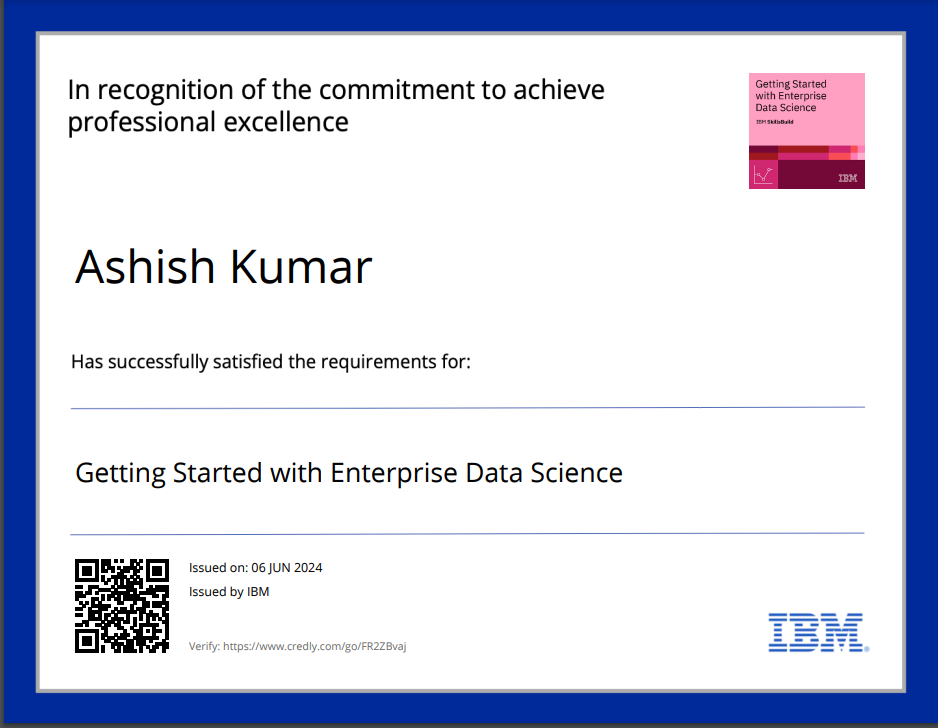 In recognition of the commitment to achieve
professional excellence
Getting Started
with Enterprise
Data Science
IBM SkillsBuild
IBM
Ashish Kumar
Has successfully satisfied the requirements for:
Getting Started with Enterprise Data Science
Issued on: 06 JUN 2024
Issued by IBM
Verify: https://www.credly.com/go/FR2ZBvaj
IBM®